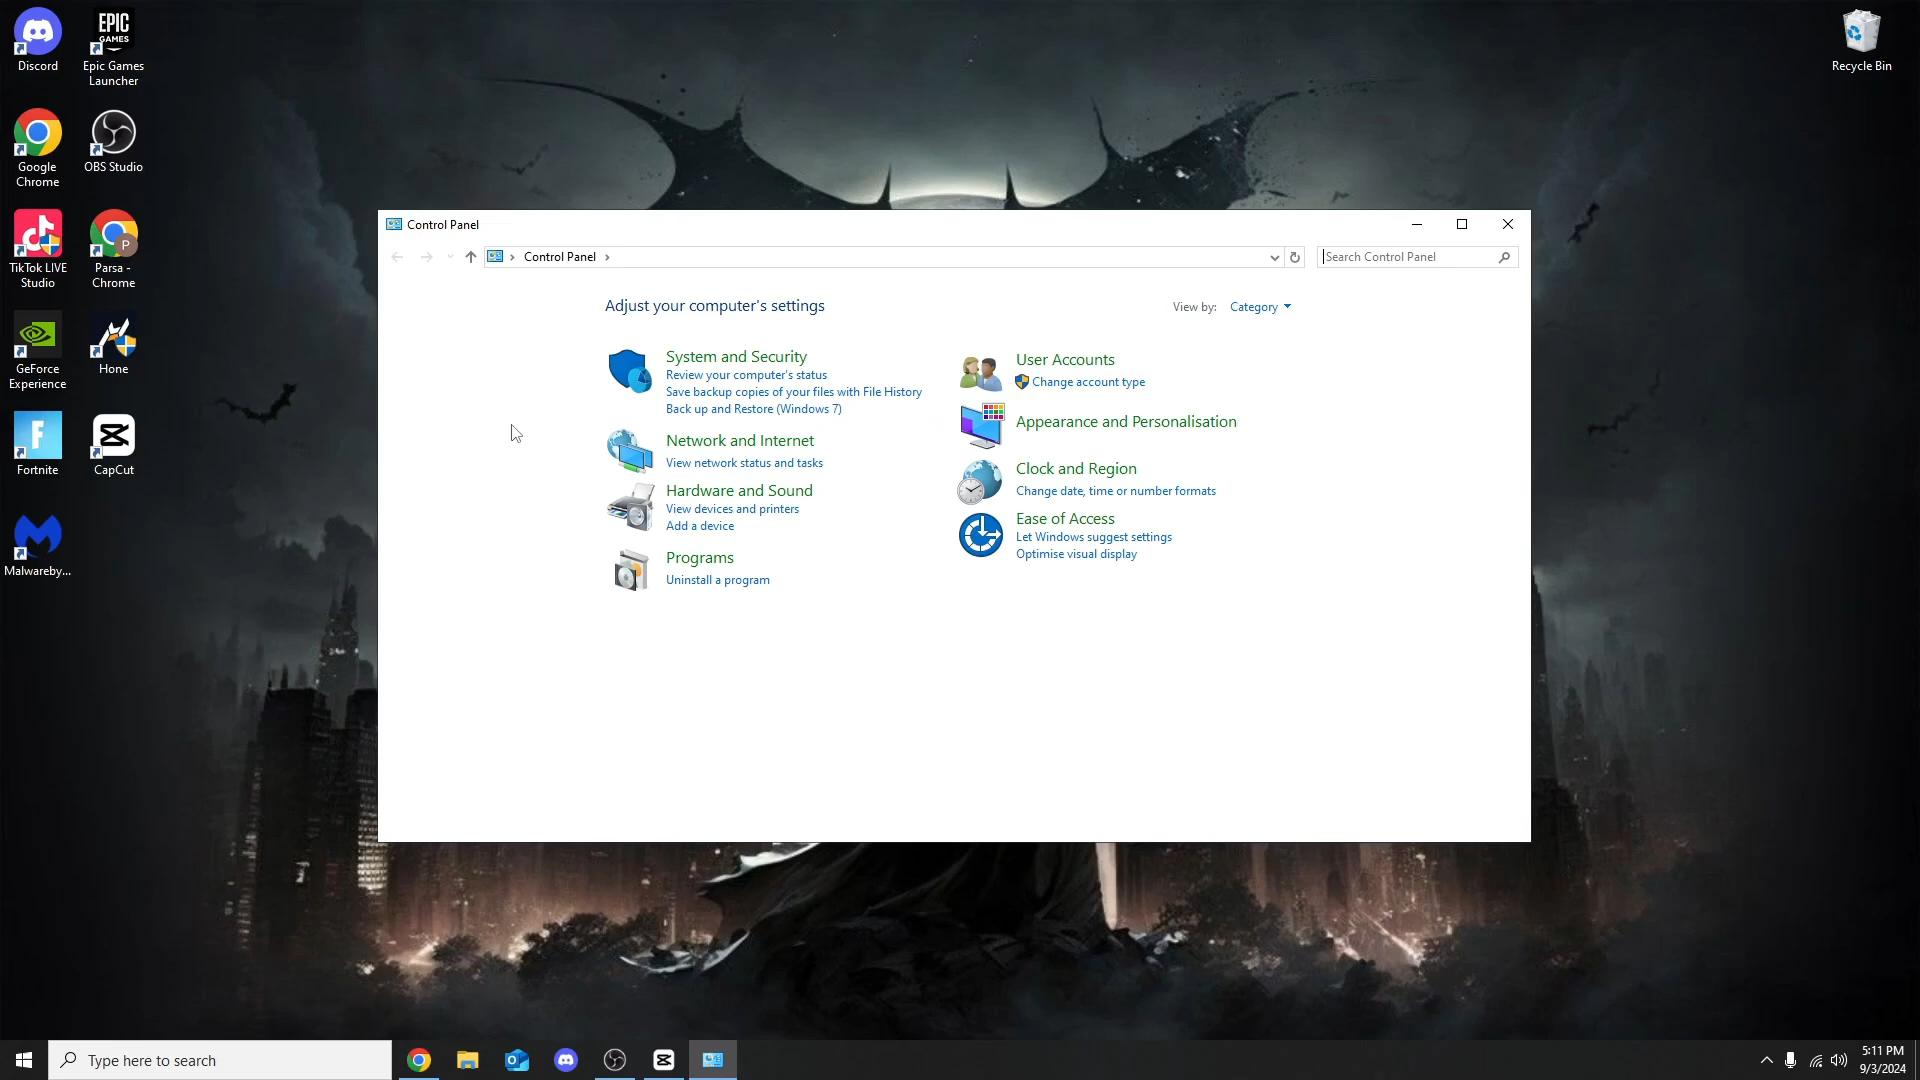 Discord
Epic Games
Launcher
EPIC
GAMES
Google
Chrome
OBS Studio
TikTok LIVE
Studio
P
Parsa -
Chrome
GeForce
Experience
Hone
F
Fortnite
CapCut
Malwareby...
Recycle Bin
Control Panel
Control Panel
Search Control Panel
Adjust your computer's settings
View by: Category
System and Security
Review your computer's status
Save backup copies of your files with File History
Back up and Restore (Windows 7)
Network and Internet
View network status and tasks
Hardware and Sound
View devices and printers
Add a device
Programs
Uninstall a program
User Accounts
Change account type
Appearance and Personalisation
Clock and Region
Change date, time or number formats
Ease of Access
Let Windows suggest settings
Optimise visual display
Type here to search
5:11 PM
9/3/2024